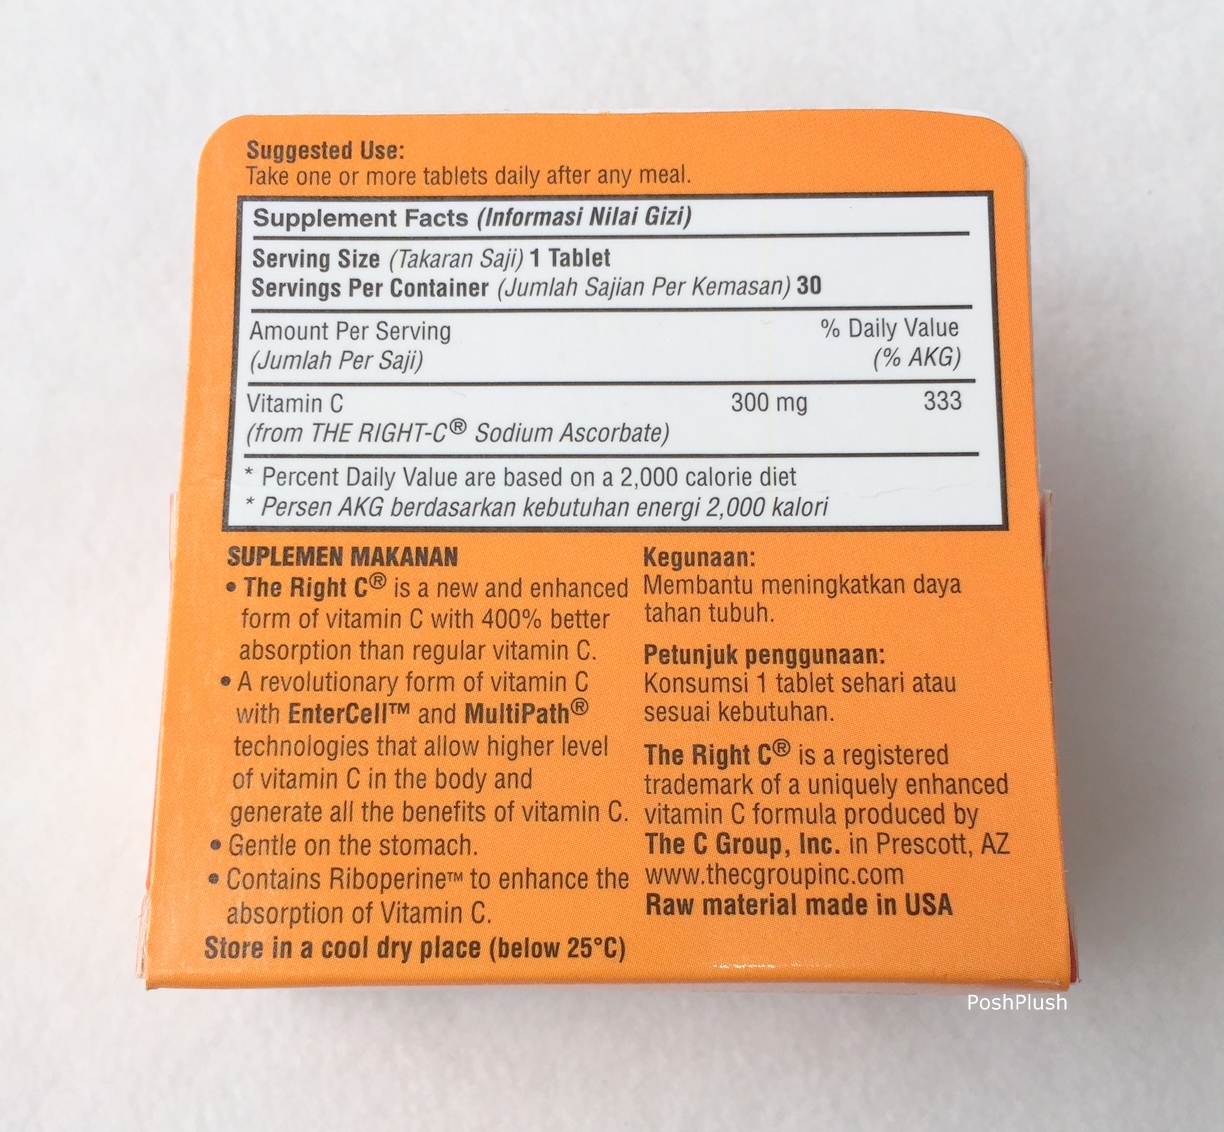 Suggested Use:
Take one or more tablets daily after any meal.
Supplement Facts (Informasi Nilai Gizi)
Serving Size (Takaran Saji) 1 Tablet
Servings Per Container (Jumlah Sajian Per Kemasan) 30
Amount Per Serving % Daily Value
(Jumlah Per Saji) (% AKG)
Vitamin C 300 mg 333
(from THE RIGHT-C® Sodium Ascorbate)
* Percent Daily Value are based on a 2,000 calorie diet
* Persen AKG berdasarkan kebutuhan energi 2,000 kalori
SUPLEMEN MAKANAN
• The Right C® is a new and enhanced
form of vitamin C with 400% better
absorption than regular vitamin C.
• A revolutionary form of vitamin C
with EnterCell™ and MultiPath®
technologies that allow higher level
of vitamin C in the body and
generate all the benefits of vitamin C.
• Gentle on the stomach.
• Contains Riboperine™ to enhance the
absorption of Vitamin C.
Store in a cool dry place (below 25°C)
Kegunaan:
Membantu meningkatkan daya
tahan tubuh.
Petunjuk penggunaan:
Konsumsi 1 tablet sehari atau
sesuai kebutuhan.
The Right C® is a registered
trademark of a uniquely enhanced
vitamin C formula produced by
The C Group, Inc. in Prescott, AZ
www.thecgroupinc.com
Raw material made in USA
PoshPlush